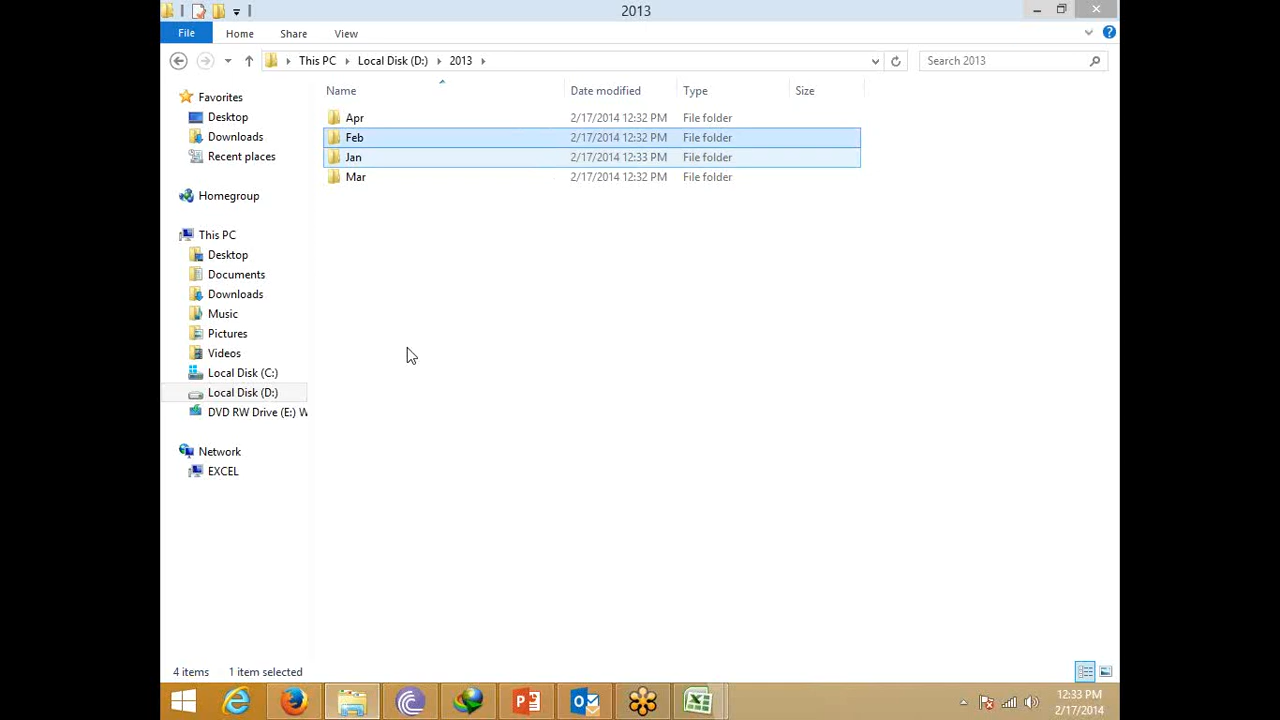 2013
File Home Share View
This PC Local Disk (D:) 2013 Search 2013
Name Date modified Type Size
Favorites
Desktop
Downloads
Recent places
Homegroup
This PC
Desktop
Documents
Downloads
Music
Pictures
Videos
Local Disk (C:)
Local Disk (D:)
DVD RW Drive (E:) W
Network
EXCEL
Apr 2/17/2014 12:32 PM File folder
Feb 2/17/2014 12:32 PM File folder
Jan 2/17/2014 12:33 PM File folder
Mar 2/17/2014 12:32 PM File folder
4 items 1 item selected
12:33 PM
2/17/2014